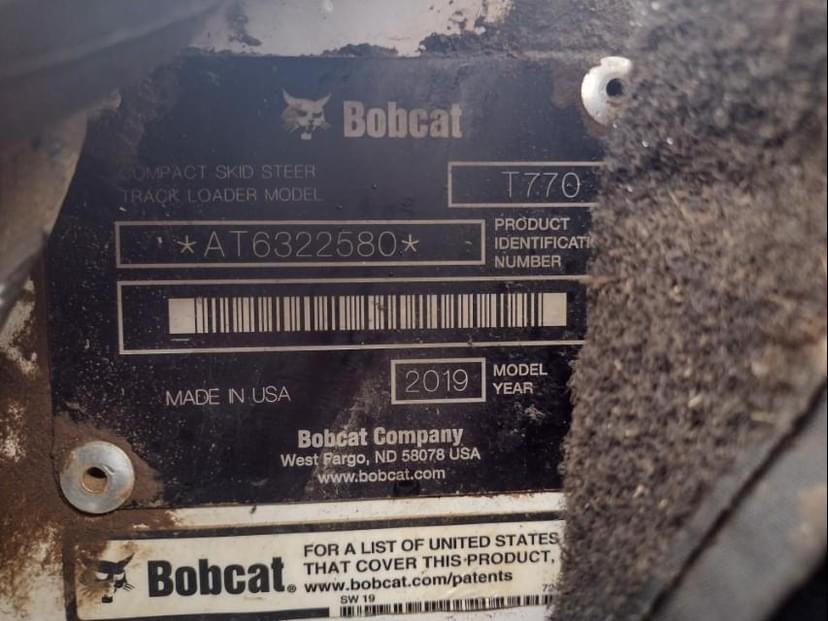 Bobcat
COMPACT SKID STEER
TRACK LOADER MODEL
T770
*AT6322580*
PRODUCT
IDENTIFICATI
NUMBER
MADE IN USA
2019
MODEL
YEAR
Bobcat Company
West Fargo, ND 58078 USA
www.bobcat.com
Bobcat®
FOR A LIST OF UNITED STATES
THAT COVER THIS PRODUCT,
www.bobcat.com/patents
SW 19